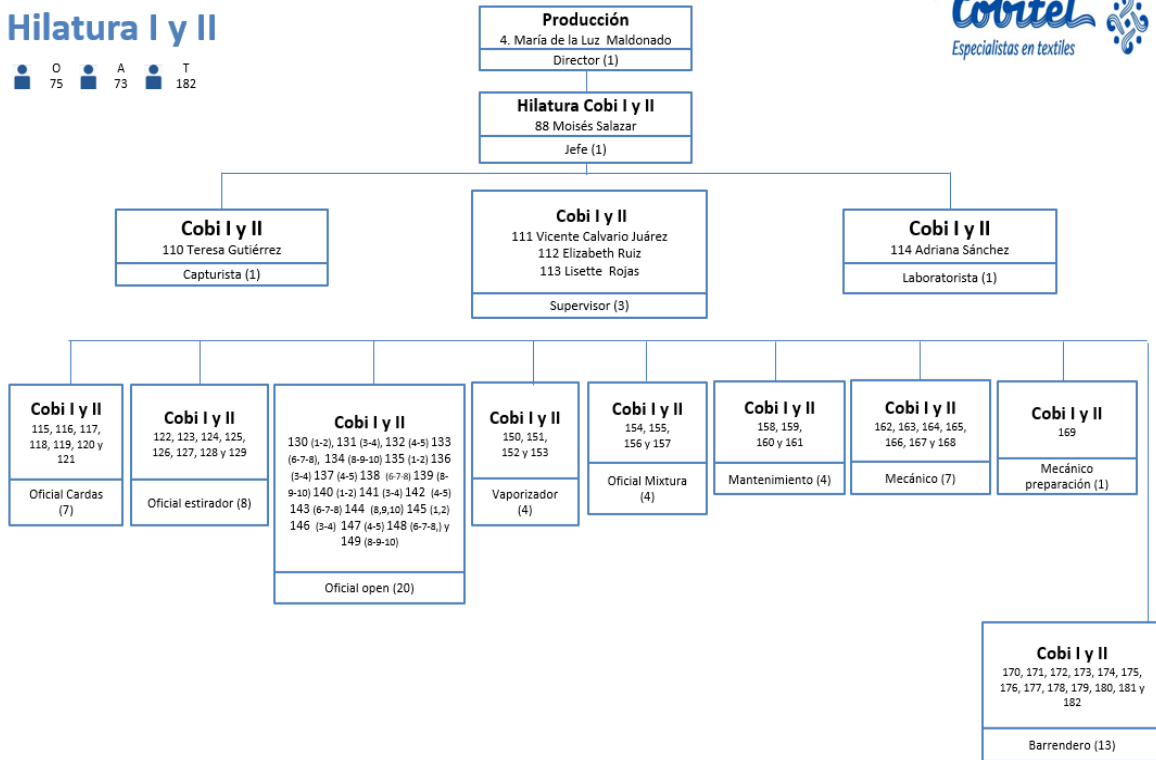 Hilatura I y II
O
75
A
73
T
182
Cobitel
Especialistas en textiles
Producción
4. María de la Luz Maldonado
Director (1)
Hilatura Cobi I y II
88 Moisés Salazar
Jefe (1)
Cobi I y II
110 Teresa Gutiérrez
Capturista (1)
Cobi I y II
111 Vicente Calvario Juárez
112 Elizabeth Ruiz
113 Lisette Rojas
Supervisor (3)
Cobi I y II
114 Adriana Sánchez
Laboratorista (1)
Cobi I y II
115, 116, 117,
118, 119, 120 y
121
Oficial Cardas
(7)
Cobi I y II
122, 123, 124, 125,
126, 127, 128 y 129
Oficial estirador (8)
Cobi I y II
130 (1-2), 131 (3-4), 132 (4-5) 133
(6-7-8), 134 (8-9-10) 135 (1-2) 136
(3-4) 137 (4-5) 138 (6-7-8) 139 (8-
9-10) 140 (1-2) 141 (3-4) 142 (4-5)
143 (6-7-8) 144 (8,9,10) 145 (1,2)
146 (3-4) 147 (4-5) 148 (6-7-8,) y
149 (8-9-10)
Oficial open (20)
Cobi I y II
150, 151,
152 y 153
Vaporizador
(4)
Cobi I y II
154, 155,
156 y 157
Oficial Mixtura
(4)
Cobi I y II
158, 159,
160 y 161
Mantenimiento (4)
Cobi I y II
162, 163, 164, 165,
166, 167 y 168
Mecánico (7)
Cobi I y II
169
Mecánico
preparación (1)
Cobi I y II
170, 171, 172, 173, 174, 175,
176, 177, 178, 179, 180, 181 y
182
Barrendero (13)